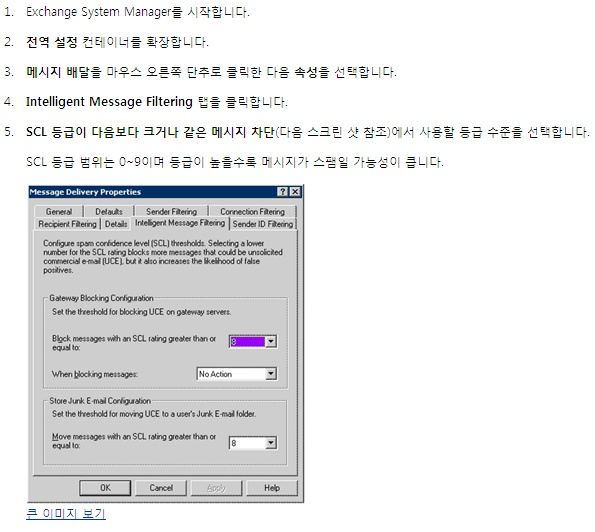 1. Exchange System Manager를 시작합니다.
2. 전역 설정 컨테이너를 확장합니다.
3. 메시지 배달을 마우스 오른쪽 단추로 클릭한 다음 속성을 선택합니다.
4. Intelligent Message Filtering 탭을 클릭합니다.
5. SCL 등급이 다음보다 크거나 같은 메시지 차단(다음 스크린 샷 참조)에서 사용할 등급 수준을 선택합니다.
SCL 등급 범위는 0~9이며 등급이 높을수록 메시지가 스팸일 가능성이 큽니다.
Message Delivery Properties
General Defaults Sender Filtering Connection Filtering
Recipient Filtering Details Intelligent Message Filtering Sender ID Filtering
Configure spam confidence level (SCL) thresholds. Selecting a lower
number for the SCL rating blocks more messages that could be unsolicited
commercial e-mail (UCE), but it also increases the likelihood of false
positives.
Gateway Blocking Configuration
Set the threshold for blocking UCE on gateway servers.
Block messages with an SCL rating greater than or
equal to: 8
When blocking messages: No Action
Store Junk E-mail Configuration
Set the threshold for moving UCE to a user's Junk E-mail folder.
Move messages with an SCL rating greater than or
equal to: 8
OK Cancel Apply Help
큰 이미지 보기